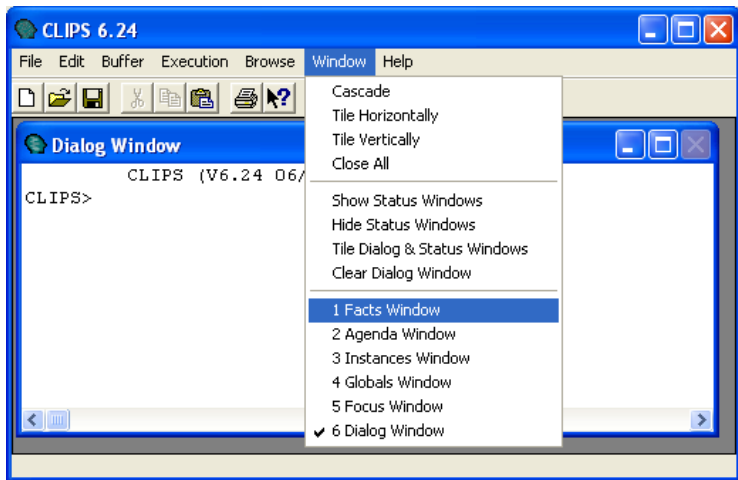 CLIPS 6.24
File Edit Buffer Execution Browse Window Help
Cascade
Tile Horizontally
Tile Vertically
Close All
Show Status Windows
Hide Status Windows
Tile Dialog & Status Windows
Clear Dialog Window
1 Facts Window
2 Agenda Window
3 Instances Window
4 Globals Window
5 Focus Window
6 Dialog Window
Dialog Window
CLIPS (V6.24 06/
CLIPS>